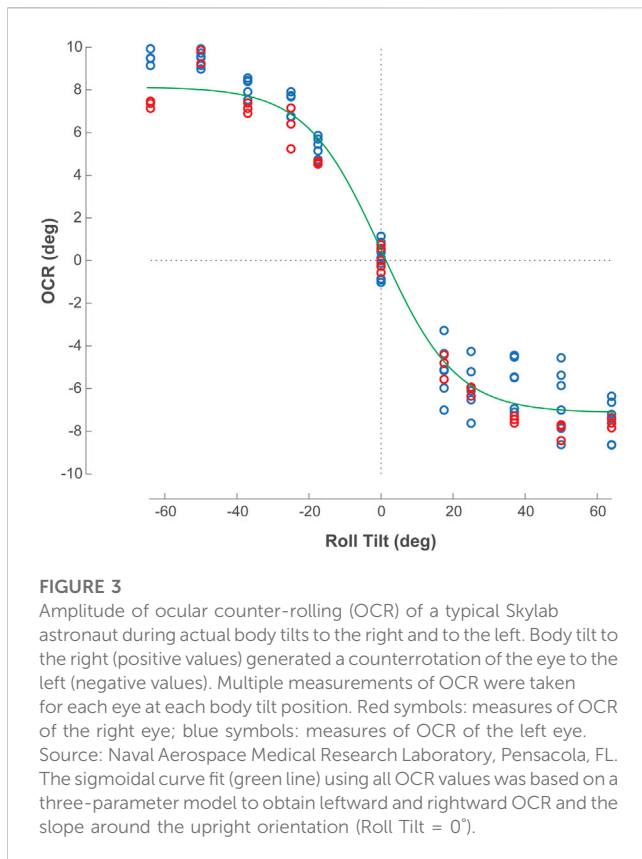 10
8
6
4
2
0
-2
-4
-6
-8
-10
OCR (deg)
-60 -40 -20 0 20 40 60
Roll Tilt (deg)
FIGURE 3
Amplitude of ocular counter-rolling (OCR) of a typical Skylab
astronaut during actual body tilts to the right and to the left. Body tilt to
the right (positive values) generated a counterrotation of the eye to the
left (negative values). Multiple measurements of OCR were taken
for each eye at each body tilt position. Red symbols: measures of OCR
of the right eye; blue symbols: measures of OCR of the left eye.
Source: Naval Aerospace Medical Research Laboratory, Pensacola, FL.
The sigmoidal curve fit (green line) using all OCR values was based on a
three-parameter model to obtain leftward and rightward OCR and the
slope around the upright orientation (Roll Tilt = 0°).